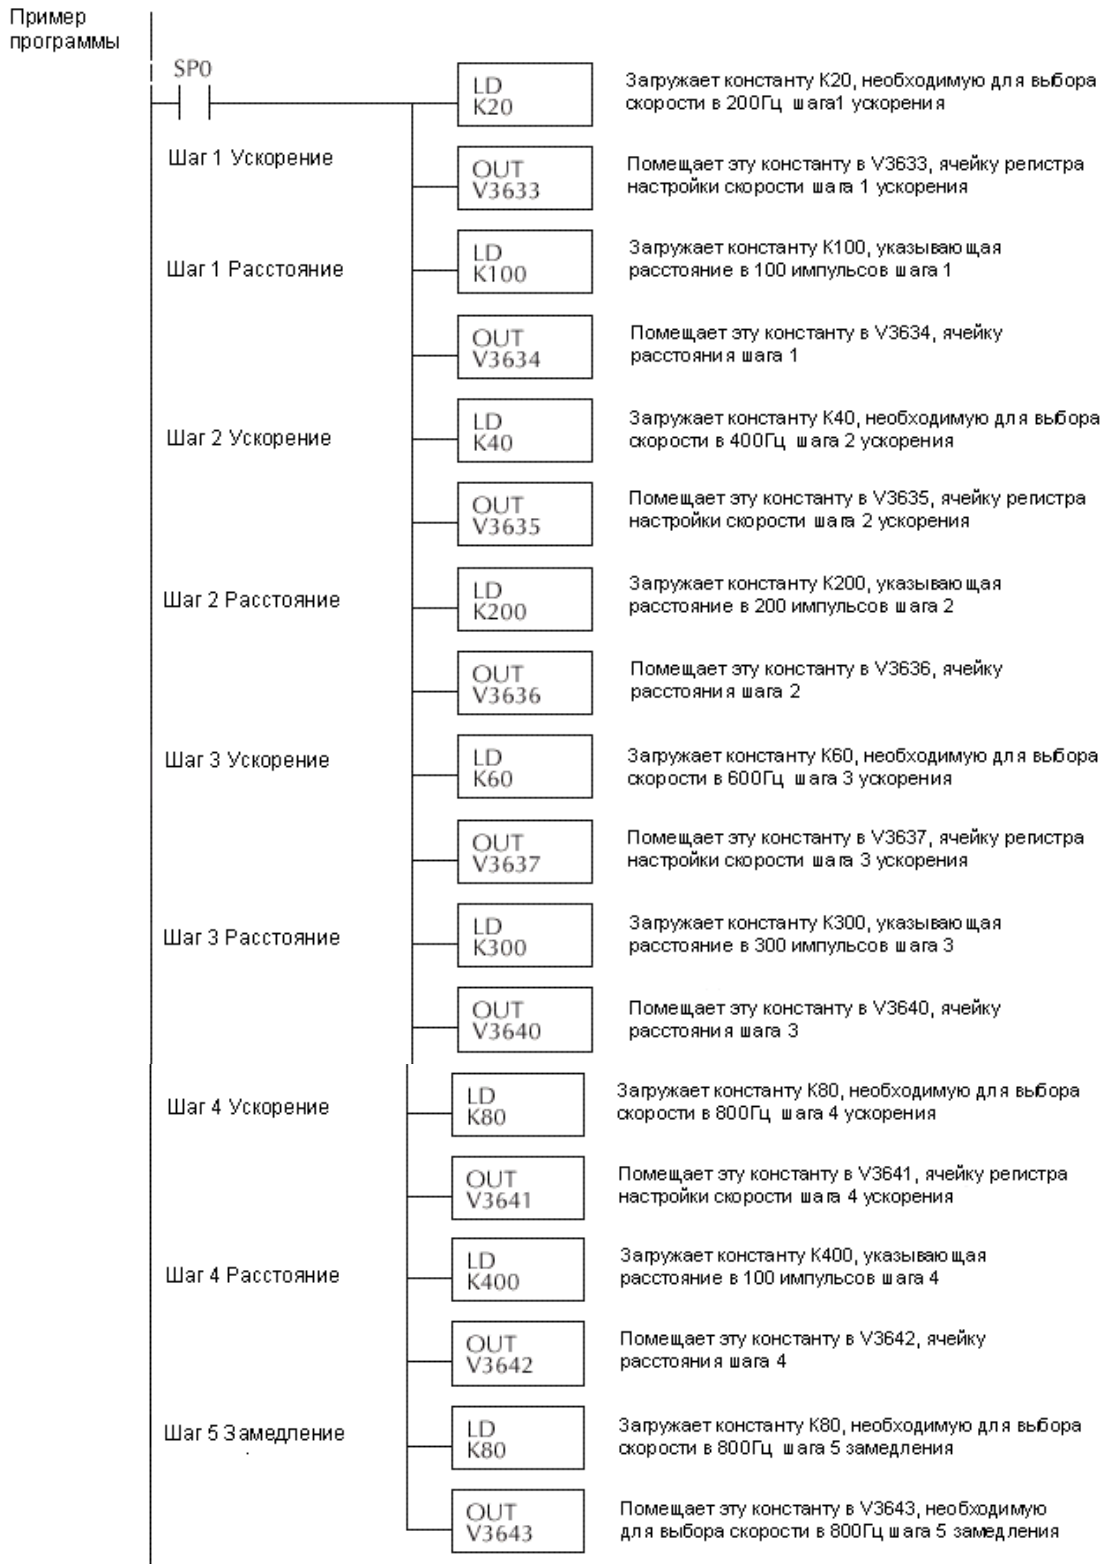 Пример
программы
SP0
LD
K20
Загружает константу K20, необходимую для выбора
скорости в 200Гц шага1 ускорения
Шаг 1 Ускорение
OUT
V3633
Помещает эту константу в V3633, ячейку регистра
настройки скорости шага 1 ускорения
Шаг 1 Расстояние
LD
K100
Загружает константу K100, указывающая
расстояние в 100 импульсов шага 1
OUT
V3634
Помещает эту константу в V3634, ячейку
расстояния шага 1
Шаг 2 Ускорение
LD
K40
Загружает константу K40, необходимую для выбора
скорости в 400Гц шага 2 ускорения
OUT
V3635
Помещает эту константу в V3635, ячейку регистра
настройки скорости шага 2 ускорения
Шаг 2 Расстояние
LD
K200
Загружает константу K200, указывающая
расстояние в 200 импульсов шага 2
OUT
V3636
Помещает эту константу в V3636, ячейку
расстояния шага 2
Шаг 3 Ускорение
LD
K60
Загружает константу K60, необходимую для выбора
скорости в 600Гц шага 3 ускорения
OUT
V3637
Помещает эту константу в V3637, ячейку регистра
настройки скорости шага 3 ускорения
Шаг 3 Расстояние
LD
K300
Загружает константу K300, указывающая
расстояние в 300 импульсов шага 3
OUT
V3640
Помещает эту константу в V3640, ячейку
расстояния шага 3
Шаг 4 Ускорение
LD
K80
Загружает константу K80, необходимую для выбора
скорости в 800Гц шага 4 ускорения
OUT
V3641
Помещает эту константу в V3641, ячейку регистра
настройки скорости шага 4 ускорения
Шаг 4 Расстояние
LD
K400
Загружает константу K400, указывающая
расстояние в 100 импульсов шага 4
OUT
V3642
Помещает эту константу в V3642, ячейку
расстояния шага 4
Шаг 5 Замедление
LD
K80
Загружает константу K80, необходимую для выбора
скорости в 800Гц шага 5 замедления
OUT
V3643
Помещает эту константу в V3643, необходимую
для выбора скорости в 800Гц шага 5 замедления